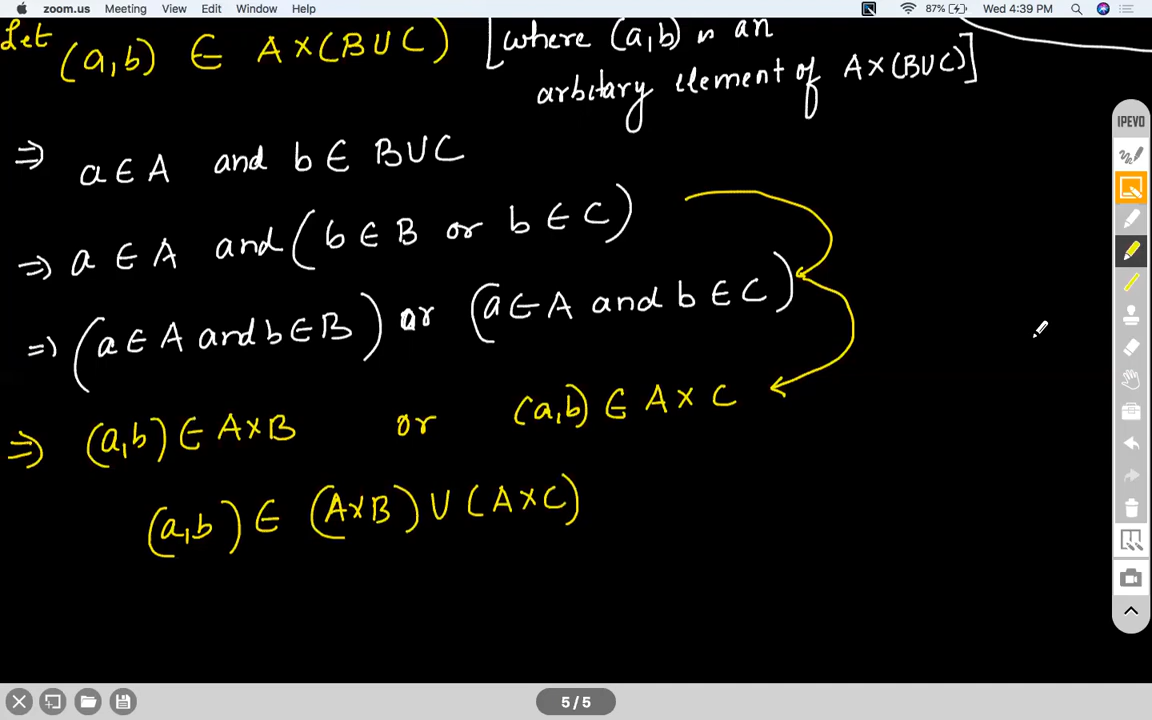 zoom.us Meeting View Edit Window Help 87% Wed 4:39 PM
Let (a,b) ∈ A×(B∪C) [where (a,b) is an
arbitary element of A×(B∪C)]
IPEVO
⇒ a∈A and b∈ B∪C
⇒ a ∈ A and (b ∈ B or b ∈ C)
⇒ (a∈A and b∈B) or (a∈A and b∈C)
⇒ (a,b) ∈ A×B or (a,b) ∈ A×C
(a,b) ∈ (A×B) ∪ (A×C)
5 / 5